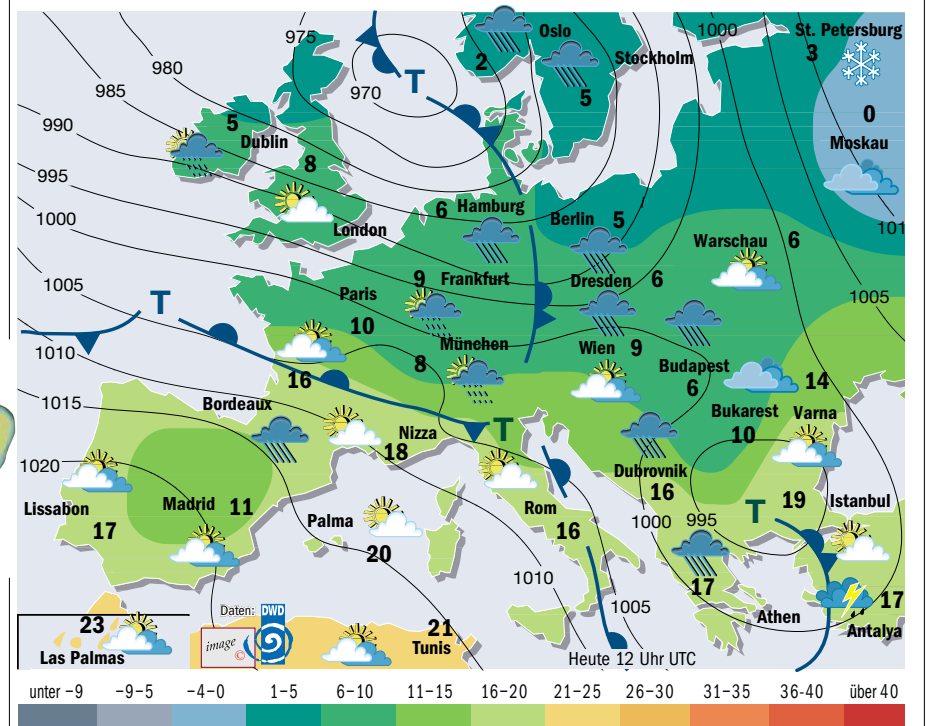 975
1000
St. Petersburg
Oslo
2
3
980
T
Stockholm
985
970
5
0
990
5
Dublin
Moskau
8
995
1000
6
Hamburg
Berlin
5
101
London
Warschau
6
9
Frankfurt
Dresden
6
1005
Paris
1005
T
10
1010
München
Wien
9
8
Budapest
16
6
14
1015
Bordeaux
Bukarest
Varna
Nizza
T
10
18
1020
Dubrovnik
Lissabon
Madrid
11
16
19
Istanbul
17
Palma
Rom
1000
995
T
16
20
1010
17
17
1005
Athen
Antalya
23
Daten:
DWD
21
Las Palmas
image
©
Tunis
Heute 12 Uhr UTC
unter –9
–9–5
–4–0
1–5
6–10
11–15
16–20
21–25
26–30
31–35
36-40
über 40